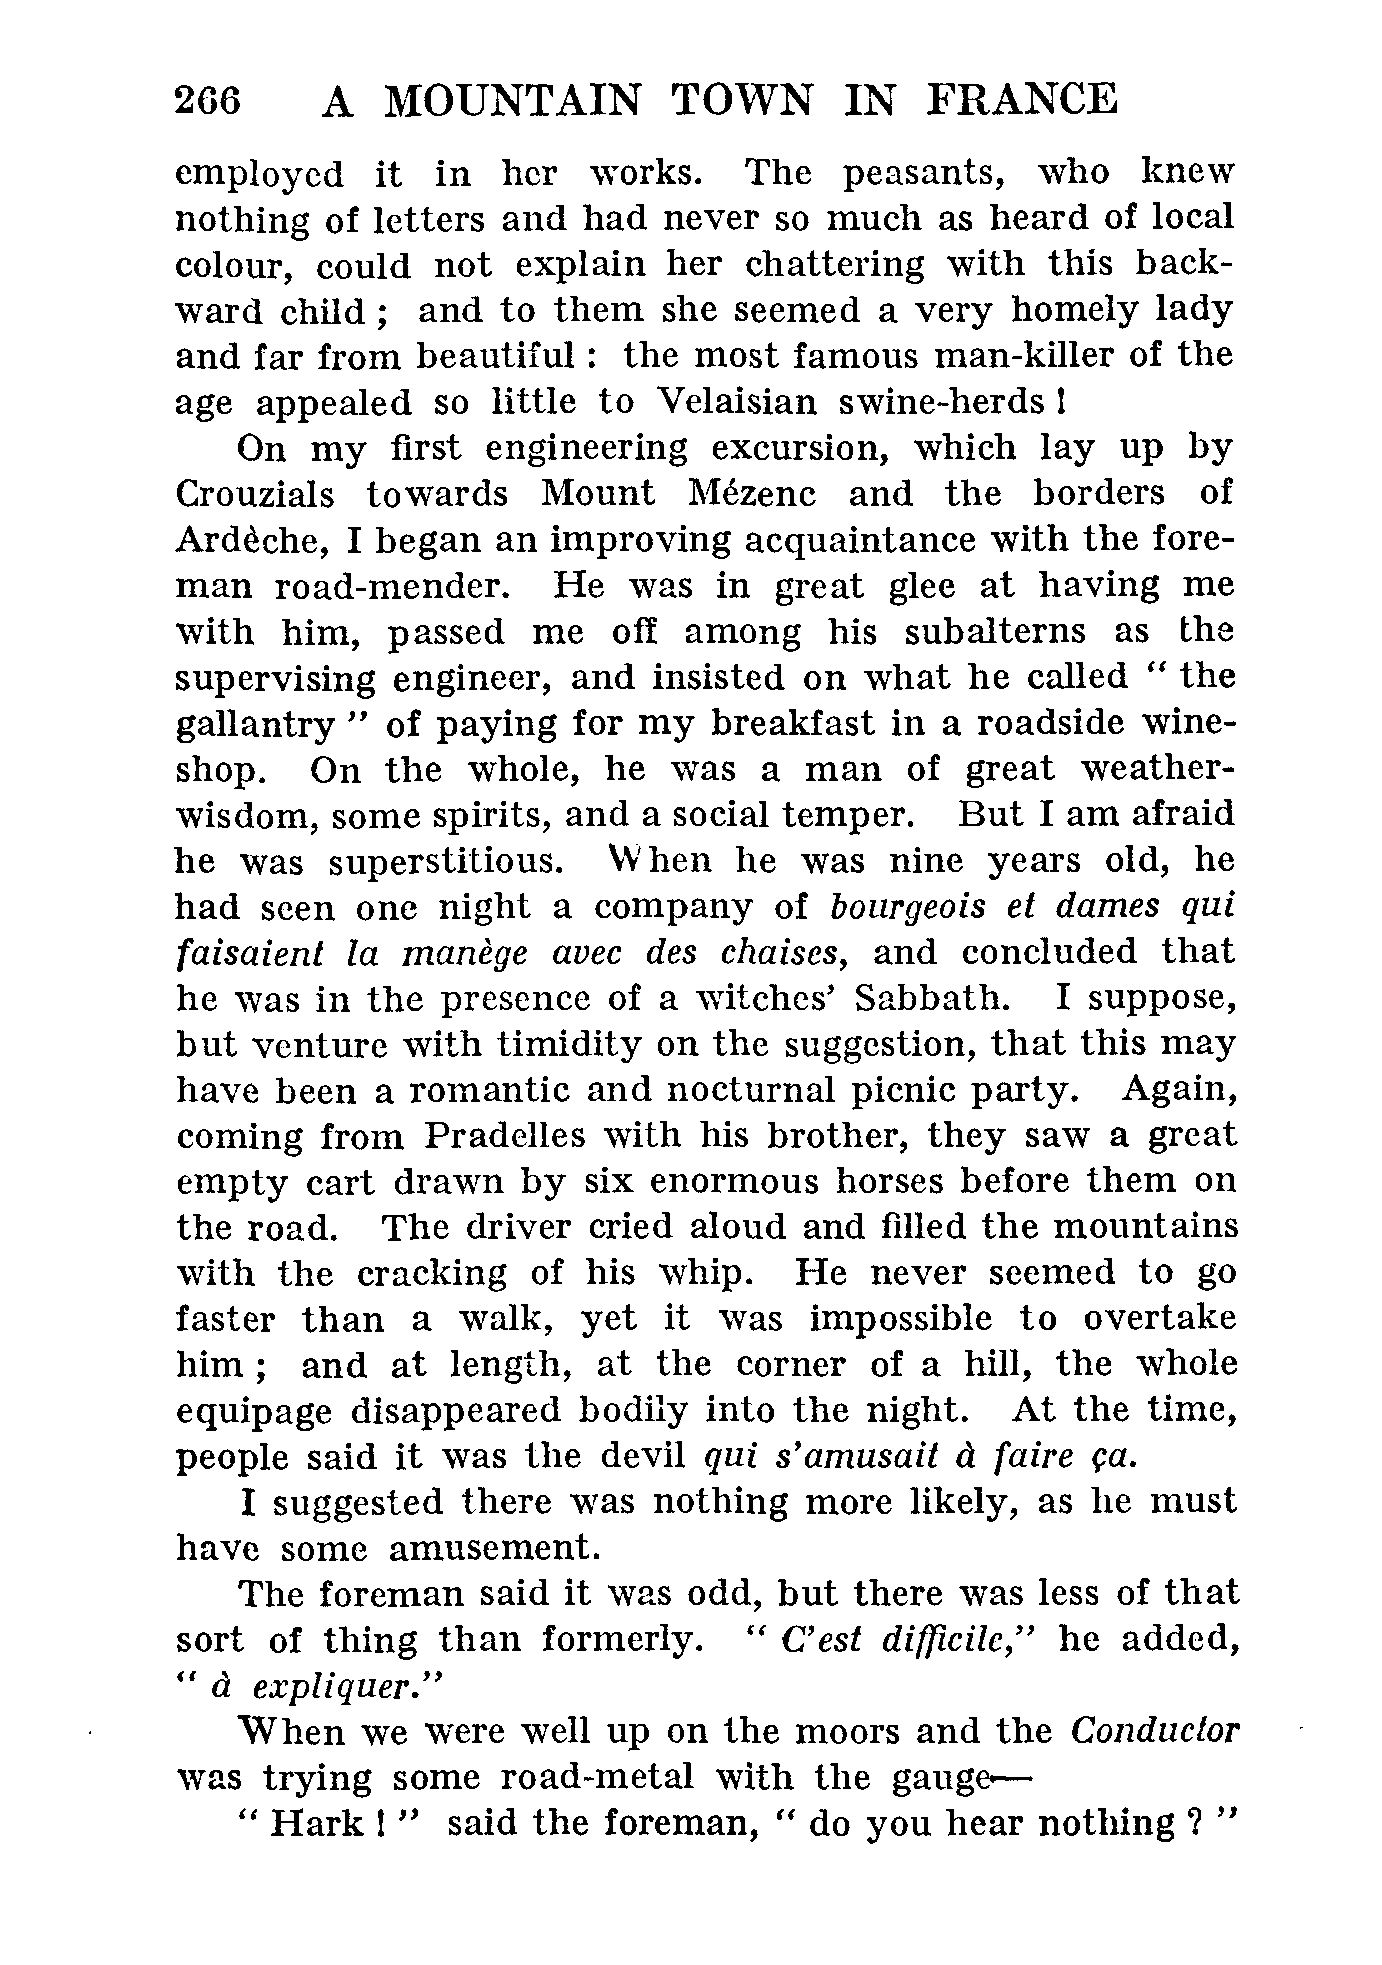 266 A MOUNTAIN TOWN IN FRANCE
employed it in her works. The peasants, who knew
nothing of letters and had never so much as heard of local
colour, could not explain her chattering with this back-
ward child ; and to them she seemed a very homely lady
and far from beautiful : the most famous man-killer of the
age appealed so little to Velaisian swine-herds !
On my first engineering excursion, which lay up by
Crouzials towards Mount Mézenc and the borders of
Ardèche, I began an improving acquaintance with the fore-
man road-mender. He was in great glee at having me
with him, passed me off among his subalterns as the
supervising engineer, and insisted on what he called “ the
gallantry ” of paying for my breakfast in a roadside wine-
shop. On the whole, he was a man of great weather-
wisdom, some spirits, and a social temper. But I am afraid
he was superstitious. When he was nine years old, he
had seen one night a company of bourgeois et dames qui
faisaient la manège avec des chaises, and concluded that
he was in the presence of a witches’ Sabbath. I suppose,
but venture with timidity on the suggestion, that this may
have been a romantic and nocturnal picnic party. Again,
coming from Pradelles with his brother, they saw a great
empty cart drawn by six enormous horses before them on
the road. The driver cried aloud and filled the mountains
with the cracking of his whip. He never seemed to go
faster than a walk, yet it was impossible to overtake
him ; and at length, at the corner of a hill, the whole
equipage disappeared bodily into the night. At the time,
people said it was the devil qui s’amusait à faire ça.
I suggested there was nothing more likely, as he must
have some amusement.
The foreman said it was odd, but there was less of that
sort of thing than formerly. “ C’est difficile,” he added,
“ à expliquer.”
When we were well up on the moors and the Conductor
was trying some road-metal with the gauge—
“ Hark ! ” said the foreman, “ do you hear nothing ? ”